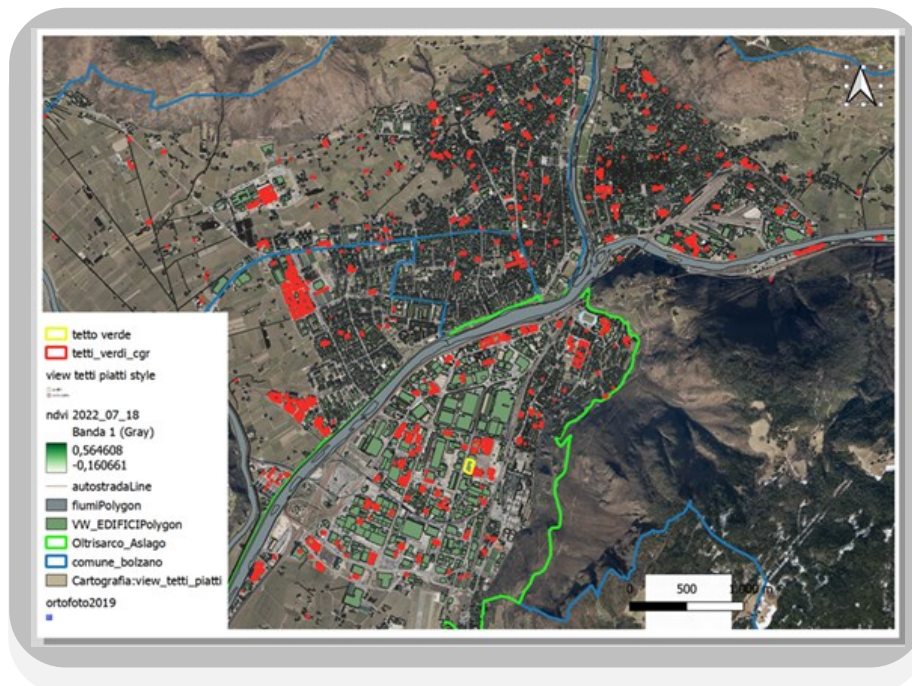 tetto verde
tetti_verdi_cgr
view tetti piatti style
ndvi 2022_07_18
Banda 1 (Gray)
0,564608
-0,160661
autostradaLine
fiumiPolygon
VW_EDIFICIPolygon
Oltrisarco_Aslago
comune_bolzano
Cartografia:view_tetti_piatti
ortofoto2019
0 500 1.000 m